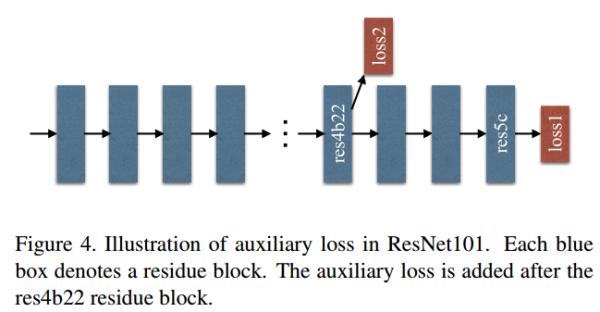 loss2
res4b22
res5c
loss1
Figure 4. Illustration of auxiliary loss in ResNet101. Each blue
box denotes a residue block. The auxiliary loss is added after the
res4b22 residue block.